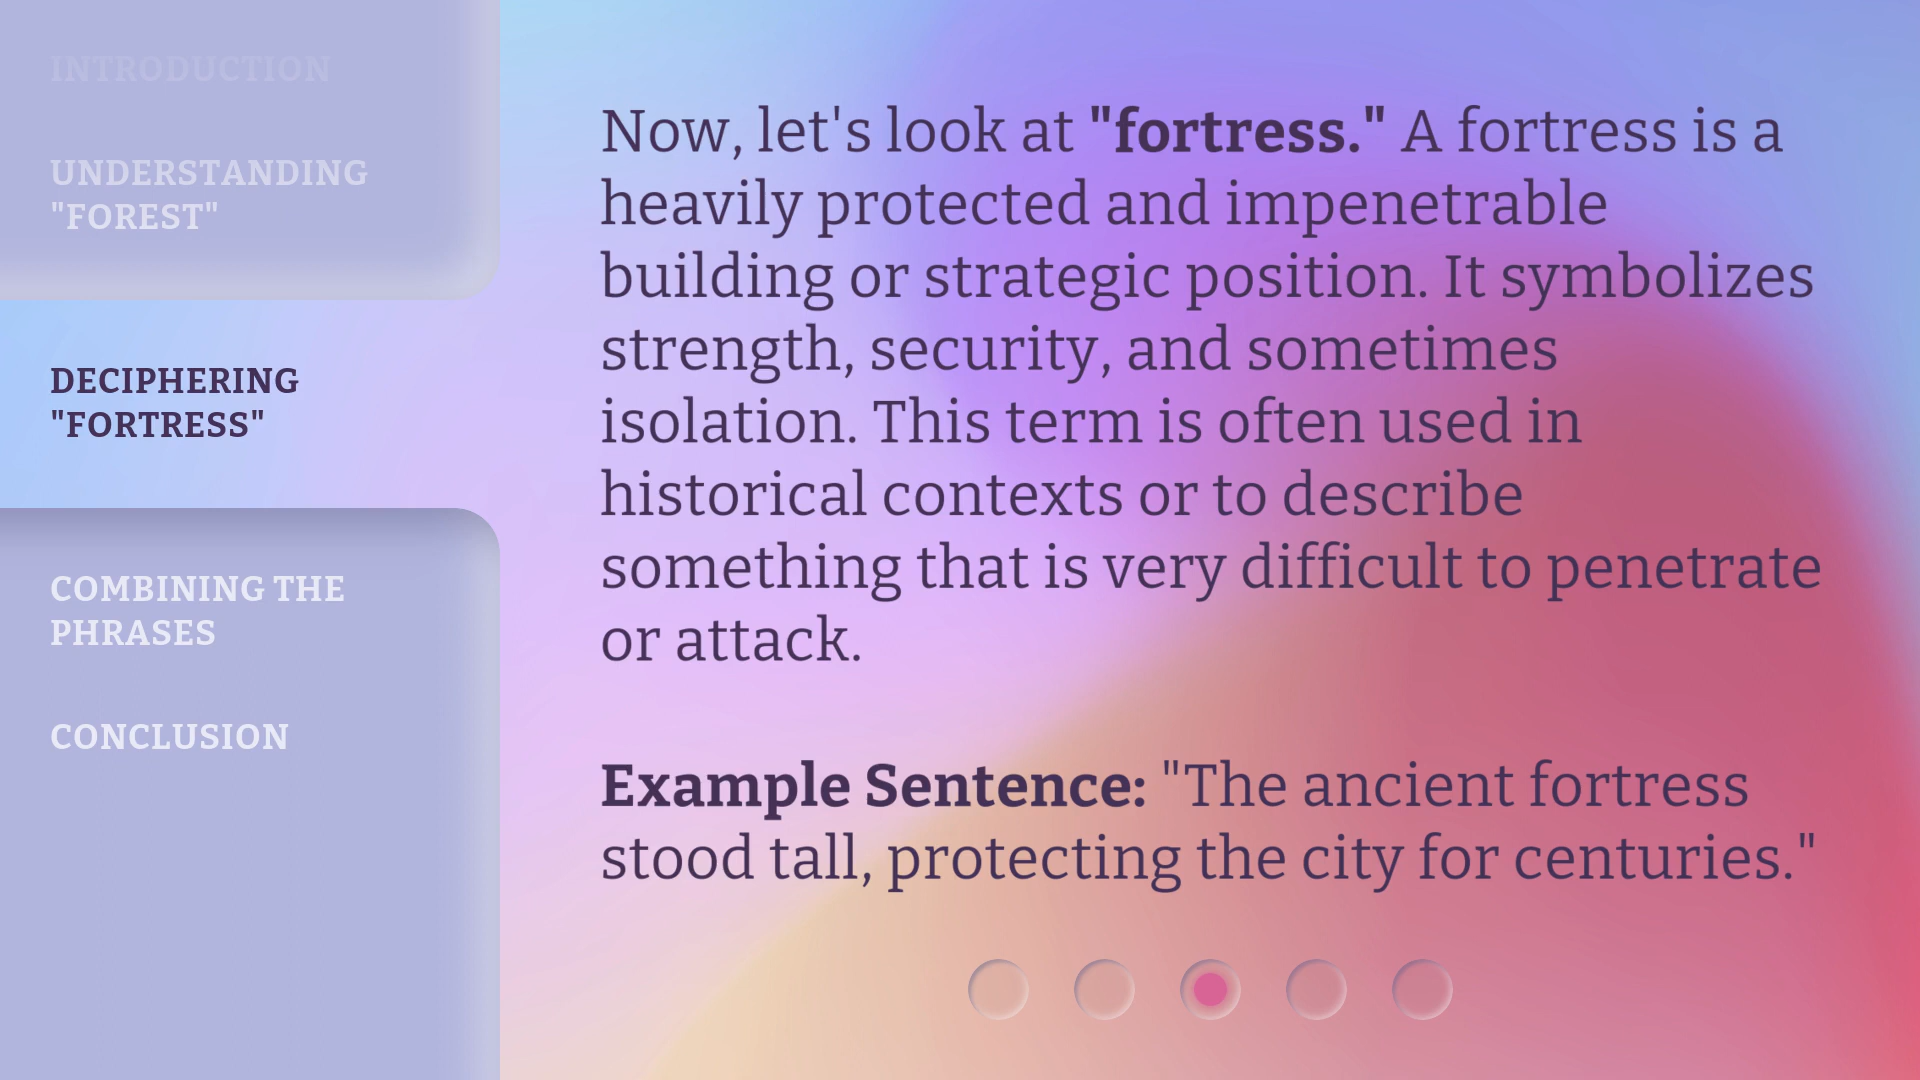 INTRODUCTION
UNDERSTANDING
"FOREST"
DECIPHERING
"FORTRESS"
COMBINING THE
PHRASES
CONCLUSION
Now, let's look at "fortress." A fortress is a
heavily protected and impenetrable
building or strategic position. It symbolizes
strength, security, and sometimes
isolation. This term is often used in
historical contexts or to describe
something that is very difficult to penetrate
or attack.
Example Sentence: "The ancient fortress
stood tall, protecting the city for centuries."